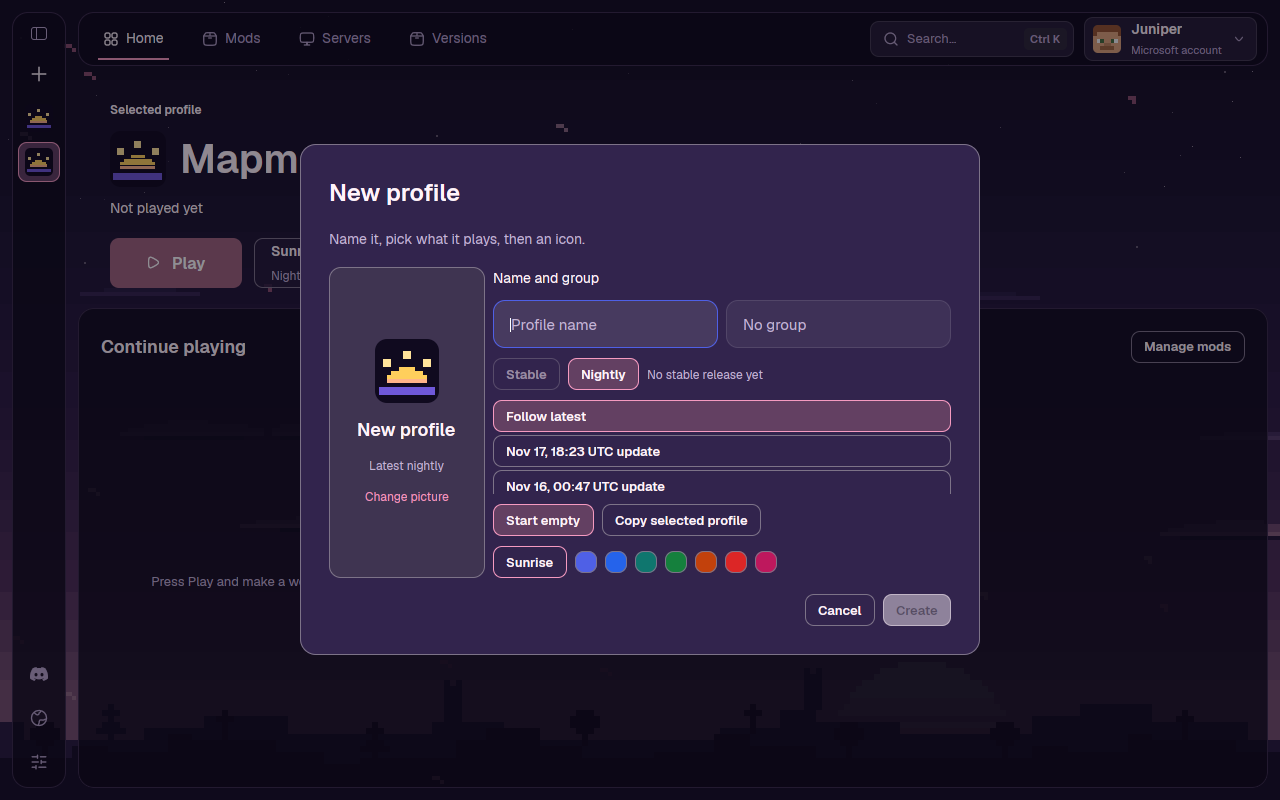 Home
Mods
Servers
Versions
Search...
Ctrl K
Juniper
Microsoft account
Selected profile
Not played yet
Play
Night
Continue playing
Manage mods
Press Play and make a
New profile
Name it, pick what it plays, then an icon.
New profile
Latest nightly
Change picture
Name and group
Profile name
No group
Stable
Nightly
No stable release yet
Follow latest
Nov 17, 18:23 UTC update
Nov 16, 00:47 UTC update
Start empty
Copy selected profile
Sunrise
Cancel
Create